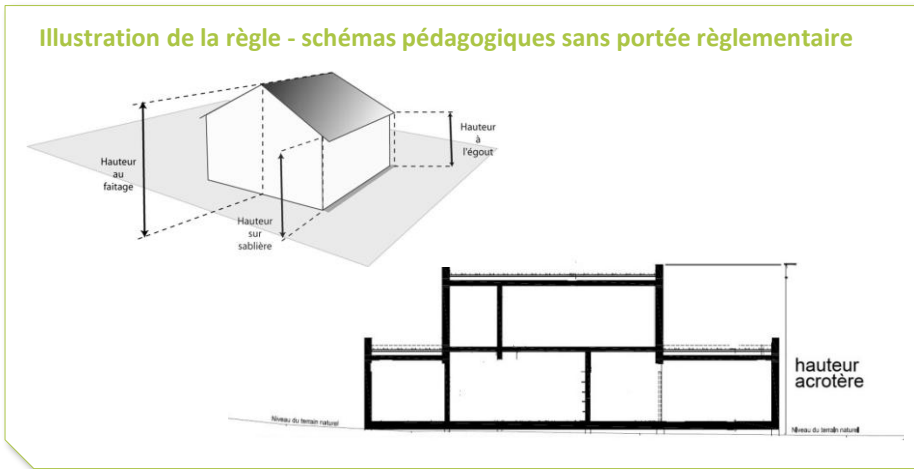 Illustration de la règle - schémas pédagogiques sans portée règlementaire
Hauteur
au
faitage
Hauteur
sur
sablière
Hauteur
à
l'égout
hauteur
acrotère
Niveau du terrain naturel
Niveau du terrain naturel